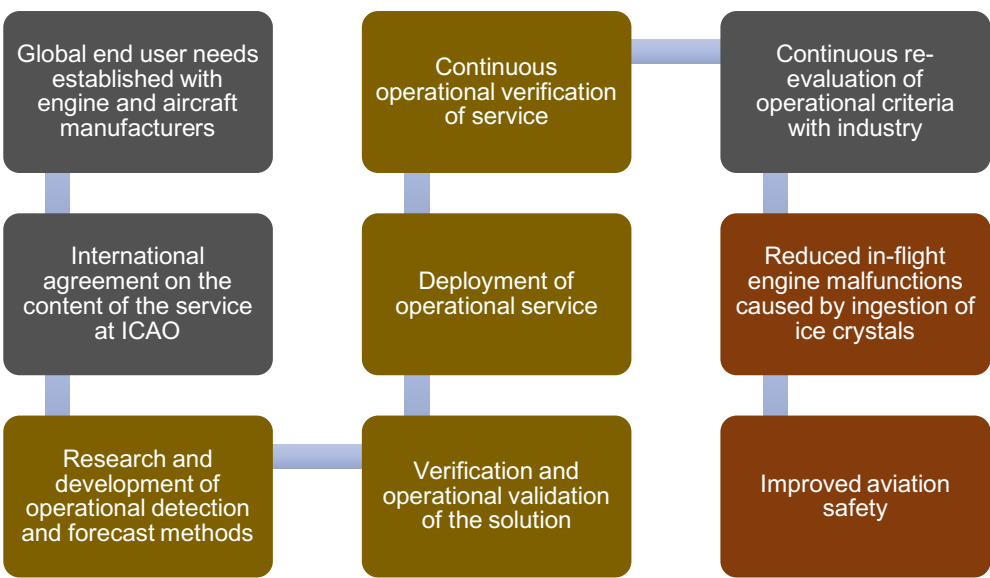 Global end user needs
established with
engine and aircraft
manufacturers
International
agreement on the
content of the service
at ICAO
Research and
development of
operational detection
and forecast methods
Verification and
operational validation
of the solution
Deployment of
operational service
Continuous
operational verification
of service
Continuous re-
evaluation of
operational criteria
with industry
Reduced in-flight
engine malfunctions
caused by ingestion of
ice crystals
Improved aviation
safety